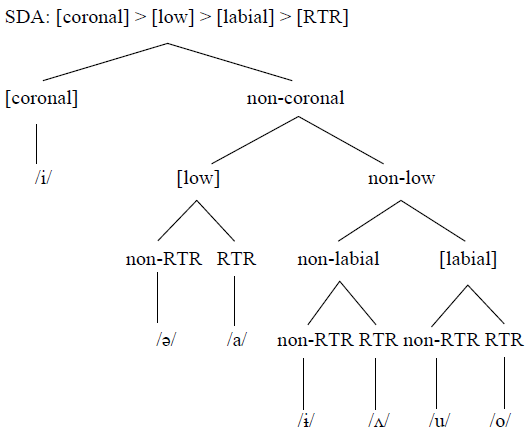 SDA: [coronal] > [low] > [labial] > [RTR]
[coronal] non-coronal
/i/ [low] non-low
non-RTR RTR non-labial [labial]
/ə/ /a/ non-RTR RTR non-RTR RTR
/ɨ/ /ʌ/ /u/ /o/